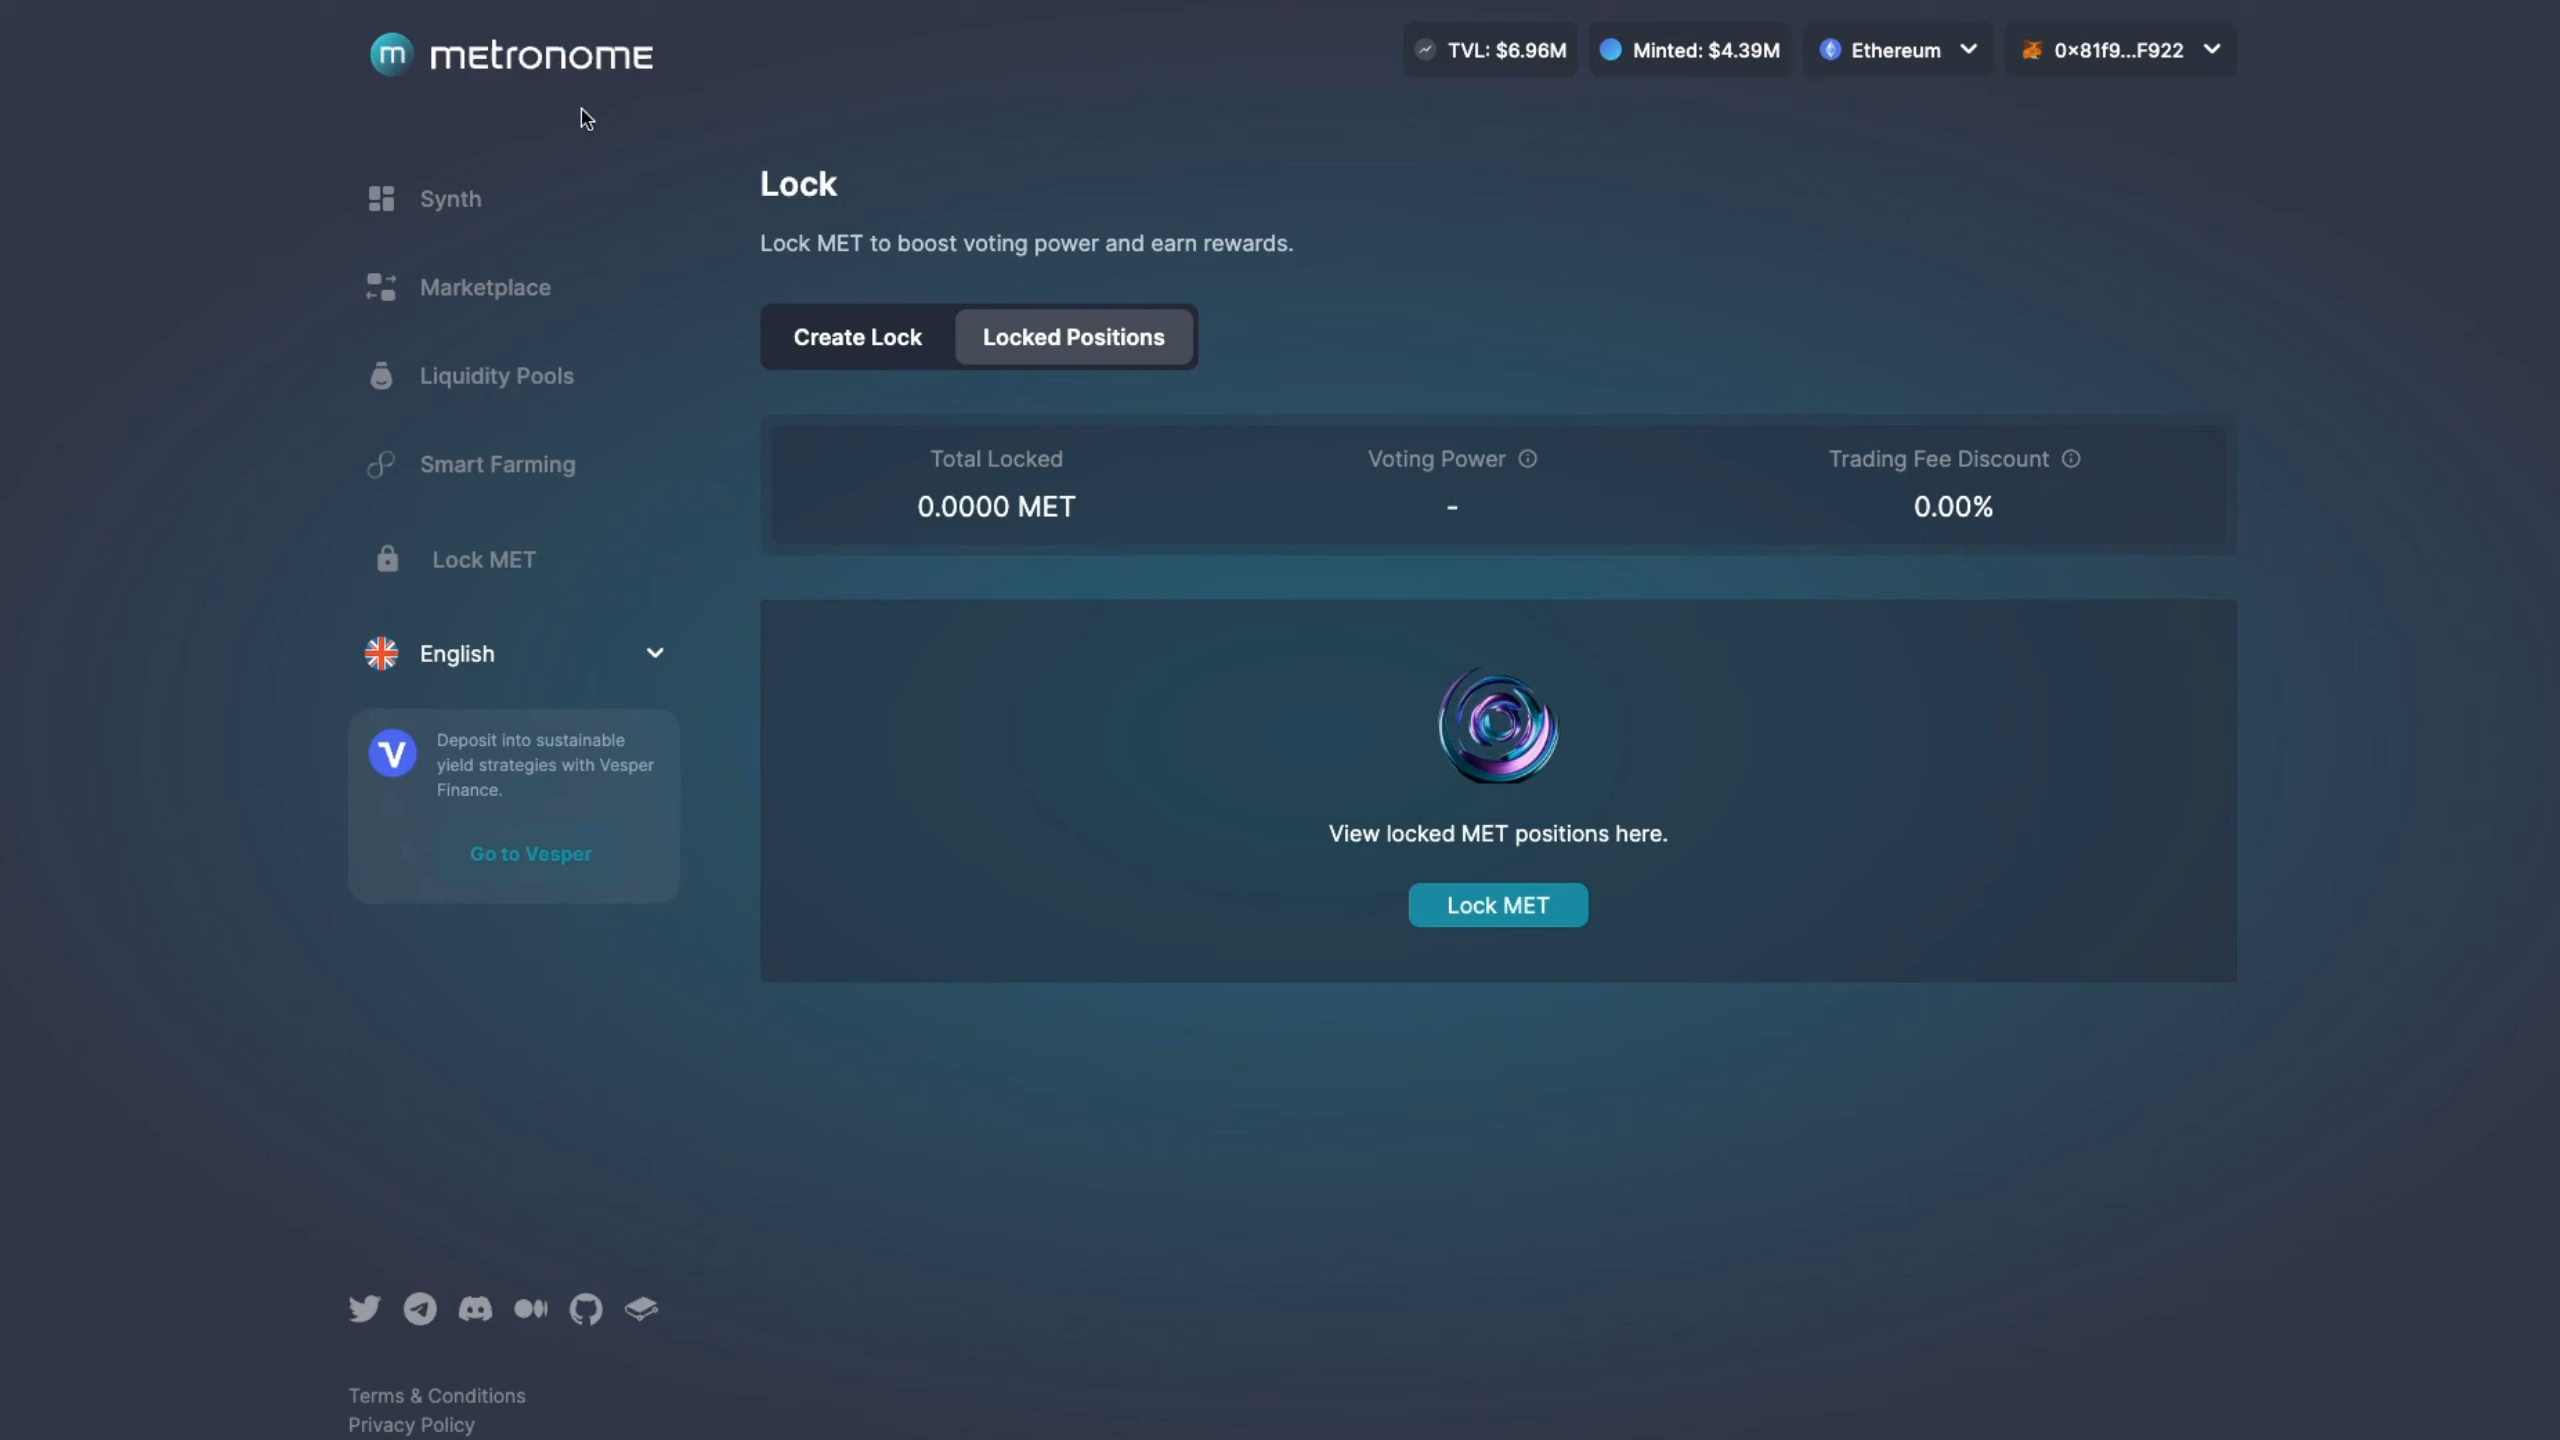 metronome
TVL: $6.96M
Minted: $4.39M
Ethereum
0×81f9...F922
Synth
Marketplace
Liquidity Pools
Smart Farming
Lock MET
English
Deposit into sustainable
yield strategies with Vesper
Finance.
Go to Vesper
Lock
Lock MET to boost voting power and earn rewards.
Create Lock
Locked Positions
Total Locked
0.0000 MET
Voting Power
-
Trading Fee Discount
0.00%
View locked MET positions here.
Lock MET
Terms & Conditions
Privacy Policy